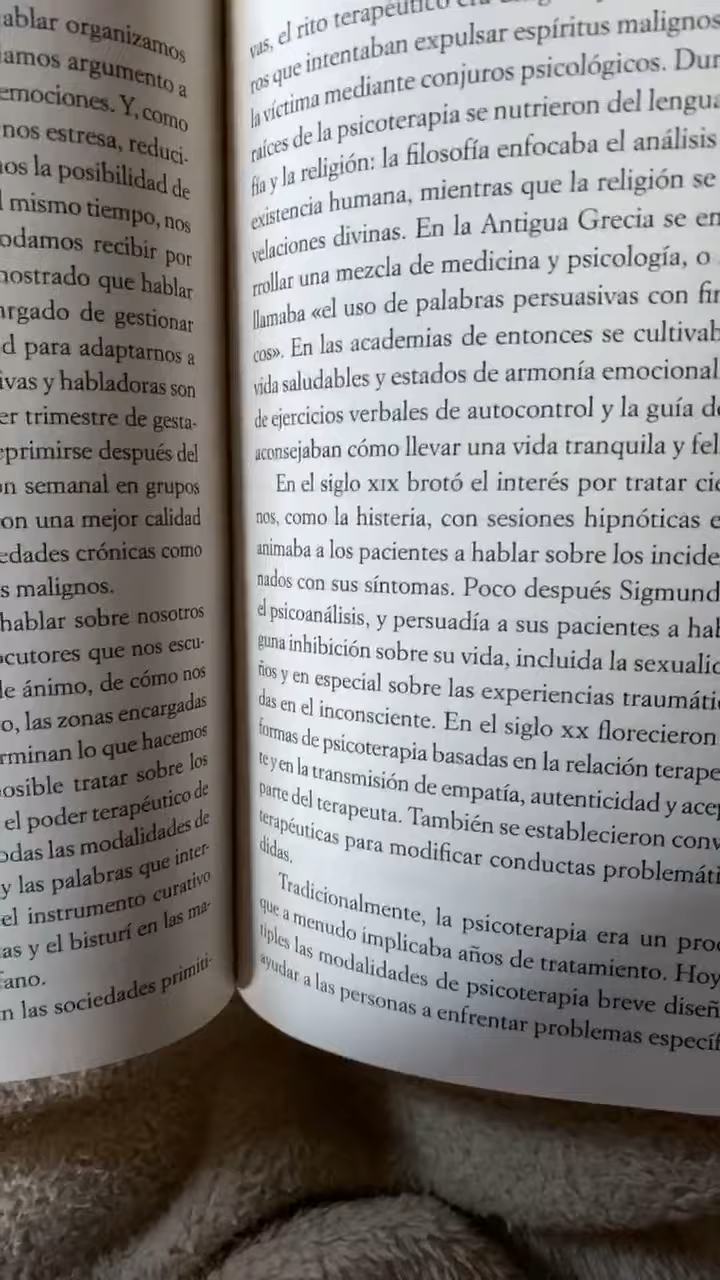 ablar organizamos
amos argumento a
emociones. Y, como
nos estresa, reduci-
os la posibilidad de
mismo tiempo, nos
odamos recibir por
mostrado que hablar
argado de gestionar
d para adaptarnos a
ivas y habladoras son
er trimestre de gesta-
eprimirse después del
n semanal en grupos
on una mejor calidad
edades crónicas como
s malignos.
hablar sobre nosotros
ocutores que nos escu-
de ánimo, de cómo nos
o, las zonas encargadas
rminan lo que hacemos
osible tratar sobre los
el poder terapéutico de
odas las modalidades de
y las palabras que inter-
el instrumento curativo
as y el bisturí en las ma-
ano.
n las sociedades primiti-
vas, el rito terapéutico
ros que intentaban expulsar espíritus malignos
la víctima mediante conjuros psicológicos. Dur
raíces de la psicoterapia se nutrieron del lengua
fía y la religión: la filosofía enfocaba el análisis
existencia humana, mientras que la religión se
velaciones divinas. En la Antigua Grecia se en
rrollar una mezcla de medicina y psicología, o
llamaba «el uso de palabras persuasivas con fin
cos». En las academias de entonces se cultivab
vida saludables y estados de armonía emocional
de ejercicios verbales de autocontrol y la guía de
aconsejaban cómo llevar una vida tranquila y fel
En el siglo XIX brotó el interés por tratar cie
nos, como la histeria, con sesiones hipnóticas e
animaba a los pacientes a hablar sobre los incide
nados con sus síntomas. Poco después Sigmund
el psicoanálisis, y persuadía a sus pacientes a hab
guna inhibición sobre su vida, incluida la sexualid
ños y en especial sobre las experiencias traumáti
das en el inconsciente. En el siglo XX florecieron
formas de psicoterapia basadas en la relación terape
te y en la transmisión de empatía, autenticidad y acep
parte del terapeuta. También se establecieron conv
terapéuticas para modificar conductas problemáti
didas.
Tradicionalmente, la psicoterapia era un proc
que a menudo implicaba años de tratamiento. Hoy
tiples las modalidades de psicoterapia breve diseñ
ayudar a las personas a enfrentar problemas específ